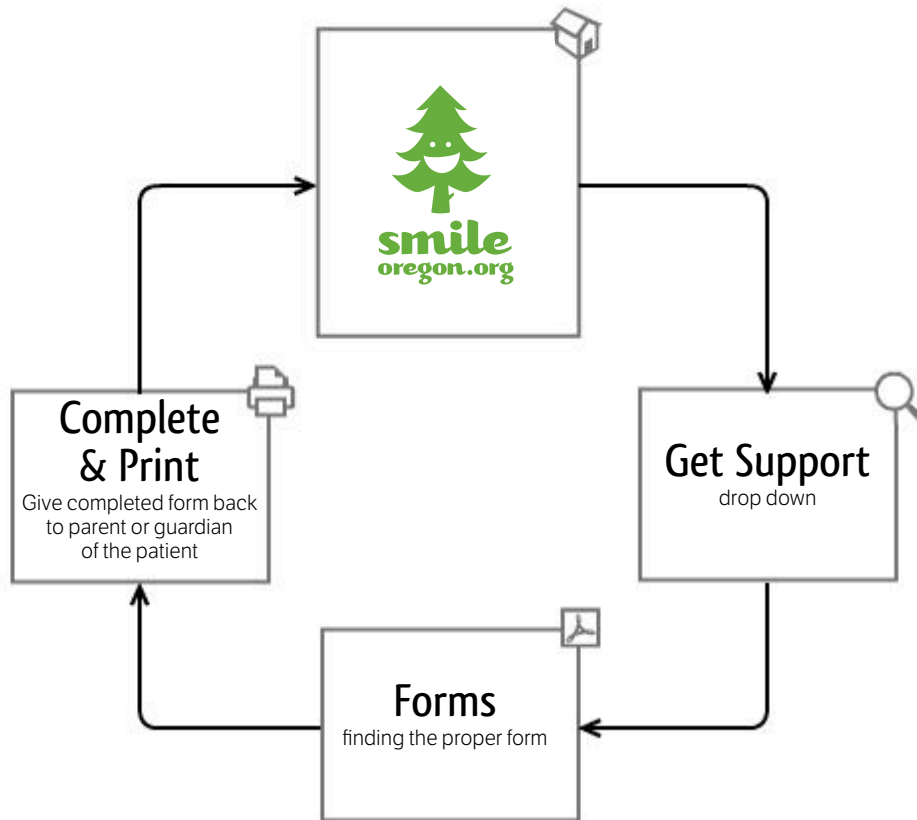 smile
oregon.org
Get Support
drop down
Forms
finding the proper form
Complete
& Print
Give completed form back
to parent or guardian
of the patient